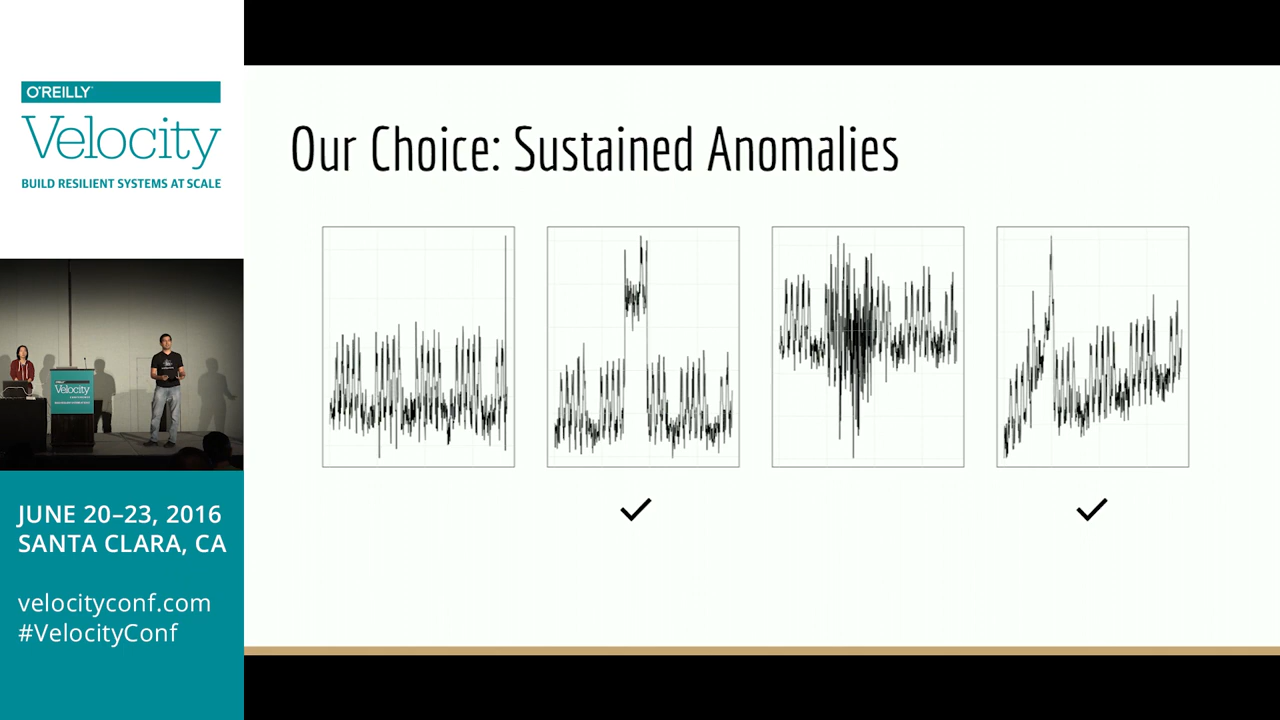 O'REILLY
Velocity
BUILD RESILIENT SYSTEMS AT SCALE
Our Choice: Sustained Anomalies
Velocity
JUNE 20–23, 2016
SANTA CLARA, CA
velocityconf.com
#VelocityConf